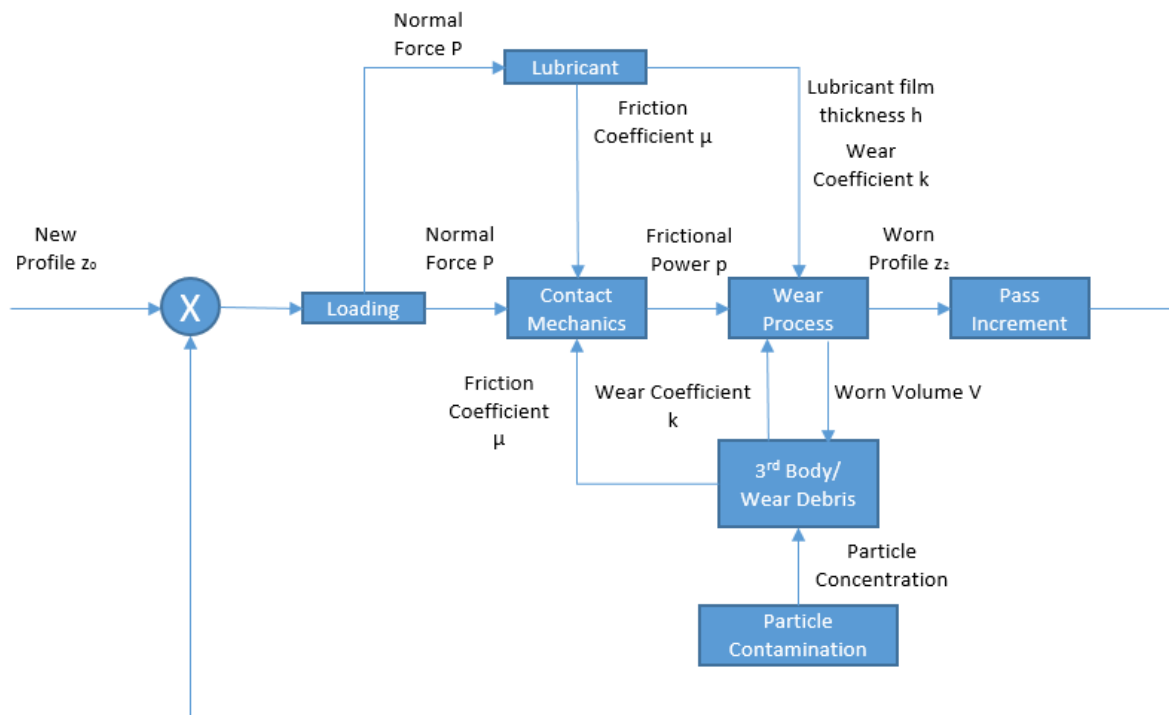 Normal
Force P
Lubricant
Friction
Coefficient μ
Lubricant film
thickness h
Wear
Coefficient k
New
Profile z₀
X
Loading
Normal
Force P
Contact
Mechanics
Frictional
Power p
Wear
Process
Worn
Profile z₂
Pass
Increment
Friction
Coefficient
μ
Wear Coefficient
k
Worn Volume V
3ʳᵈ Body/
Wear Debris
Particle
Concentration
Particle
Contamination